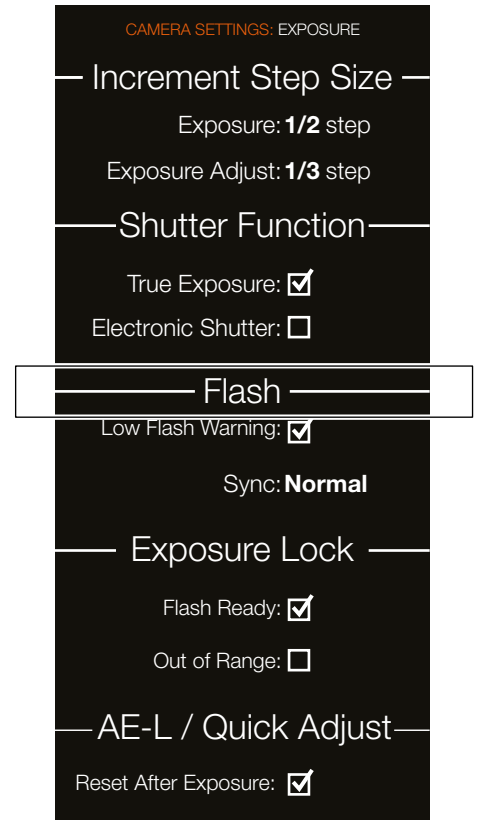 CAMERA SETTINGS: EXPOSURE
Increment Step Size
Exposure: 1/2 step
Exposure Adjust: 1/3 step
Shutter Function
True Exposure:
Electronic Shutter:
Flash
Low Flash Warning:
Sync: Normal
Exposure Lock
Flash Ready:
Out of Range:
AE-L / Quick Adjust
Reset After Exposure: